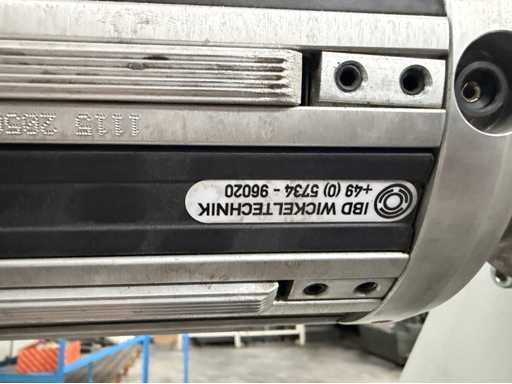 IBD WICKELTECHNIK
+49 (0) 5734 - 96020